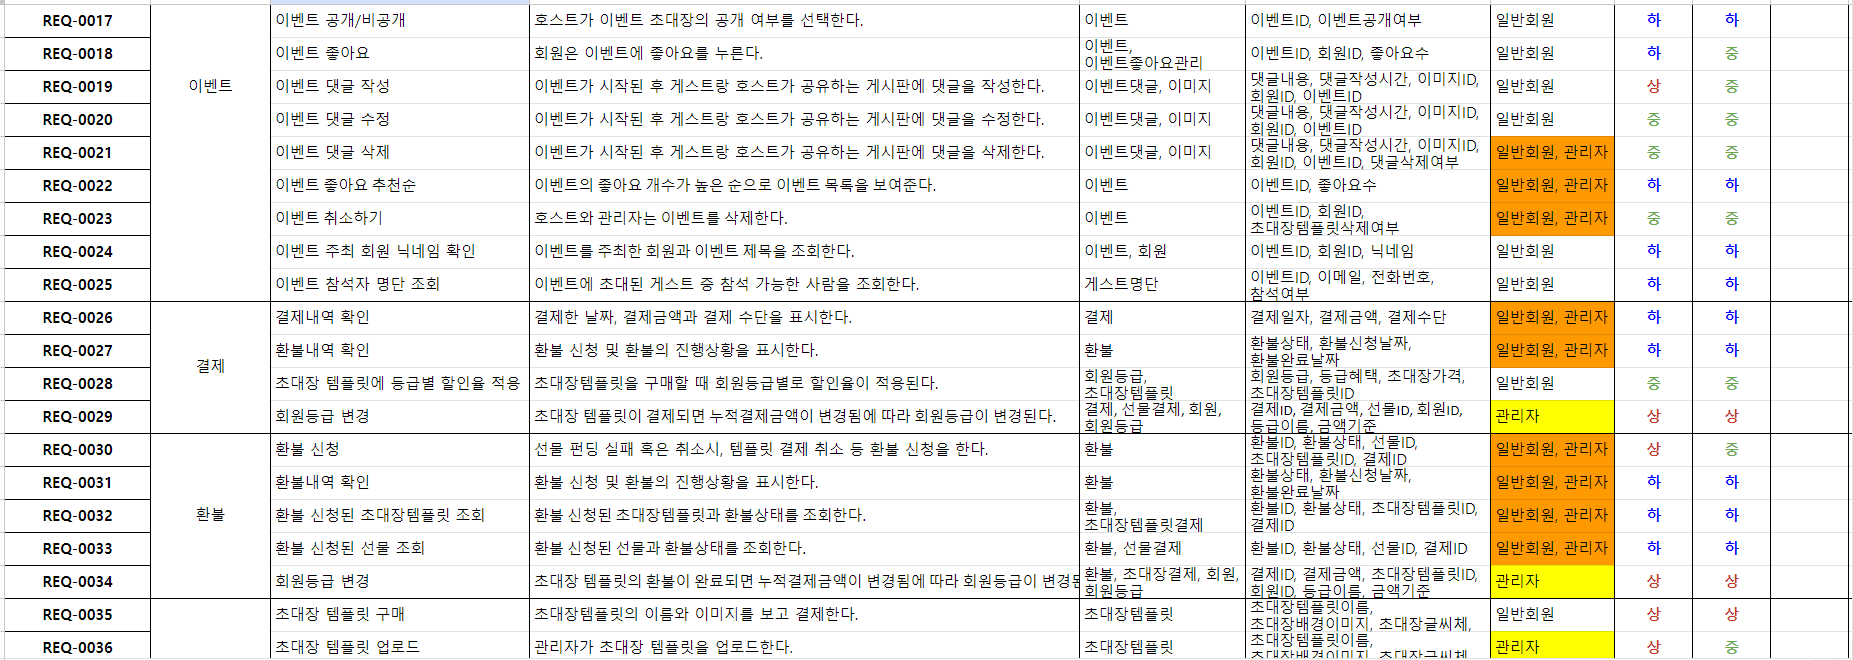 REQ-0017 이벤트 공개/비공개 호스트가 이벤트 초대장의 공개 여부를 선택한다. 이벤트 이벤트ID, 이벤트공개여부 일반회원 하 하
REQ-0018 이벤트 좋아요 회원은 이벤트에 좋아요를 누른다. 이벤트,
이벤트좋아요관리 이벤트ID, 회원ID, 좋아요수 일반회원 하 중
이벤트
REQ-0019 이벤트 댓글 작성 이벤트가 시작된 후 게스트랑 호스트가 공유하는 게시판에 댓글을 작성한다. 이벤트댓글, 이미지 댓글내용, 댓글작성시간, 이미지ID,
회원ID, 이벤트ID 일반회원 상 중
REQ-0020 이벤트 댓글 수정 이벤트가 시작된 후 게스트랑 호스트가 공유하는 게시판에 댓글을 수정한다. 이벤트댓글, 이미지 댓글내용, 댓글작성시간, 이미지ID,
회원ID, 이벤트ID 일반회원 중 중
REQ-0021 이벤트 댓글 삭제 이벤트가 시작된 후 게스트랑 호스트가 공유하는 게시판에 댓글을 삭제한다. 이벤트댓글, 이미지 댓글내용, 댓글작성시간, 이미지ID,
회원ID, 이벤트ID, 댓글삭제여부 일반회원, 관리자 중 중
REQ-0022 이벤트 좋아요 추천순 이벤트의 좋아요 개수가 높은 순으로 이벤트 목록을 보여준다. 이벤트 이벤트ID, 좋아요수 일반회원, 관리자 하 하
REQ-0023 이벤트 취소하기 호스트와 관리자는 이벤트를 삭제한다. 이벤트 이벤트ID, 회원ID,
초대장템플릿삭제여부 일반회원, 관리자 중 중
REQ-0024 이벤트 주최 회원 닉네임 확인 이벤트를 주최한 회원과 이벤트 제목을 조회한다. 이벤트, 회원 이벤트ID, 회원ID, 닉네임 일반회원 하 하
REQ-0025 이벤트 참석자 명단 조회 이벤트에 초대된 게스트 중 참석 가능한 사람을 조회한다. 게스트명단 이벤트ID, 이메일, 전화번호,
참석여부 일반회원 하 하
REQ-0026 결제내역 확인 결제한 날짜, 결제금액과 결제 수단을 표시한다. 결제 결제일자, 결제금액, 결제수단 일반회원, 관리자 하 하
REQ-0027 환불내역 확인 환불 신청 및 환불의 진행상황을 표시한다. 환불 환불상태, 환불신청날짜,
환불완료날짜 일반회원, 관리자 하 하
결제
REQ-0028 초대장 템플릿에 등급별 할인율 적용 초대장템플릿을 구매할 때 회원등급별로 할인율이 적용된다. 회원등급,
초대장템플릿 회원등급, 등급혜택, 초대장가격,
초대장템플릿ID 일반회원 중 중
REQ-0029 회원등급 변경 초대장 템플릿이 결제되면 누적결제금액이 변경됨에 따라 회원등급이 변경된다. 결제, 선물결제, 회원,
회원등급 결제ID, 결제금액, 선물ID, 회원ID,
등급이름, 금액기준 관리자 상 상
REQ-0030 환불 신청 선물 펀딩 실패 혹은 취소시, 템플릿 결제 취소 등 환불 신청을 한다. 환불 환불ID, 환불상태, 선물ID,
초대장템플릿ID, 결제ID 일반회원, 관리자 상 중
REQ-0031 환불내역 확인 환불 신청 및 환불의 진행상황을 표시한다. 환불 환불상태, 환불신청날짜,
환불완료날짜 일반회원, 관리자 하 하
환불
REQ-0032 환불 신청된 초대장템플릿 조회 환불 신청된 초대장템플릿과 환불상태를 조회한다. 환불,
초대장템플릿결제 환불ID, 환불상태, 초대장템플릿ID,
결제ID 일반회원, 관리자 하 하
REQ-0033 환불 신청된 선물 조회 환불 신청된 선물과 환불상태를 조회한다. 환불, 선물결제 환불ID, 환불상태, 선물ID, 결제ID 일반회원, 관리자 하 하
REQ-0034 회원등급 변경 초대장 템플릿의 환불이 완료되면 누적결제금액이 변경됨에 따라 회원등급이 변경 환불, 초대장결제, 회원,
회원등급 결제ID, 결제금액, 초대장템플릿ID,
회원ID, 등급이름, 금액기준 관리자 상 상
REQ-0035 초대장 템플릿 구매 초대장템플릿의 이름와 이미지를 보고 결제한다. 초대장템플릿 초대장템플릿이름,
초대장배경이미지, 초대장글씨체, 일반회원 상 상
REQ-0036 초대장 템플릿 업로드 관리자가 초대장 템플릿을 업로드한다. 초대장템플릿 초대장템플릿이름,
초대장배경이미지, 초대장글씨체 관리자 상 중